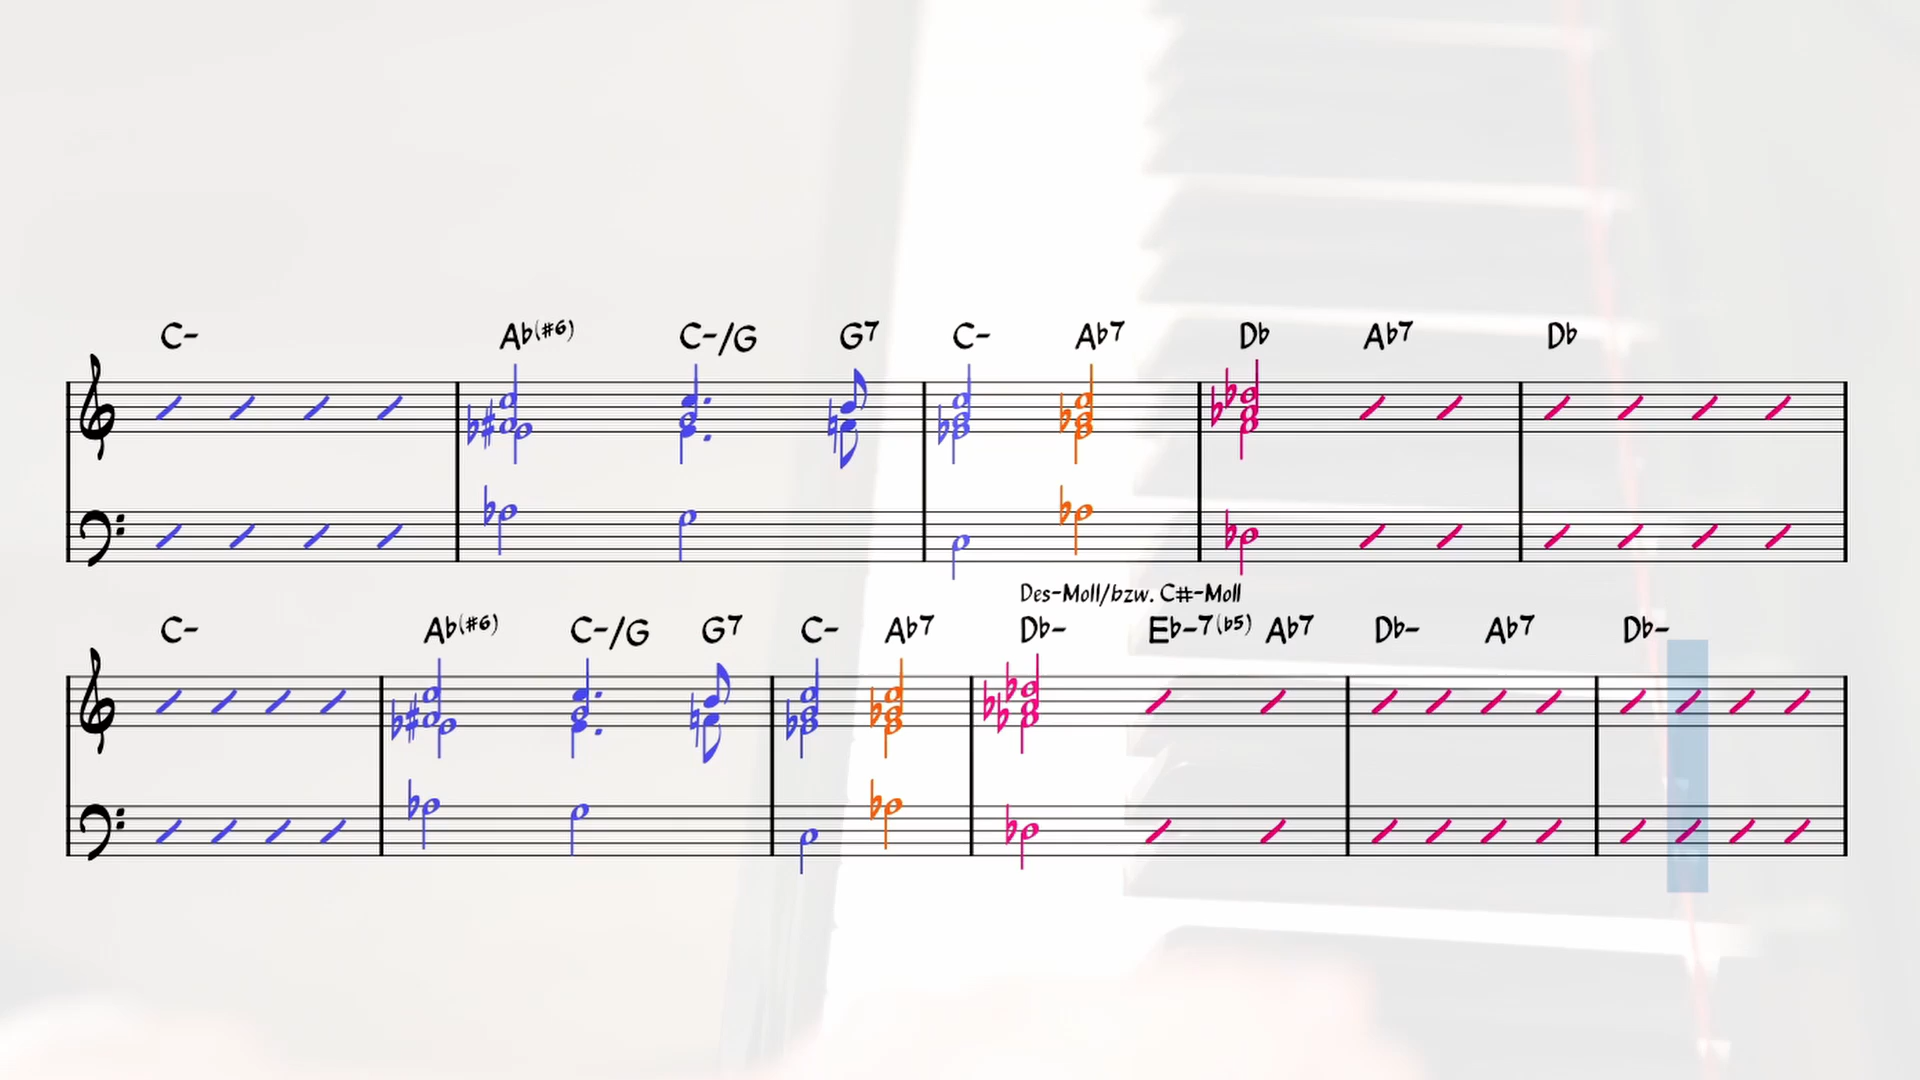 C- Ab(#6) C-/G G7 C- Ab7 Db Ab7 Db
Des-Moll/bzw. C#-Moll
C- Ab(#6) C-/G G7 C- Ab7 Db- Eb-7(b5) Ab7 Db- Ab7 Db-